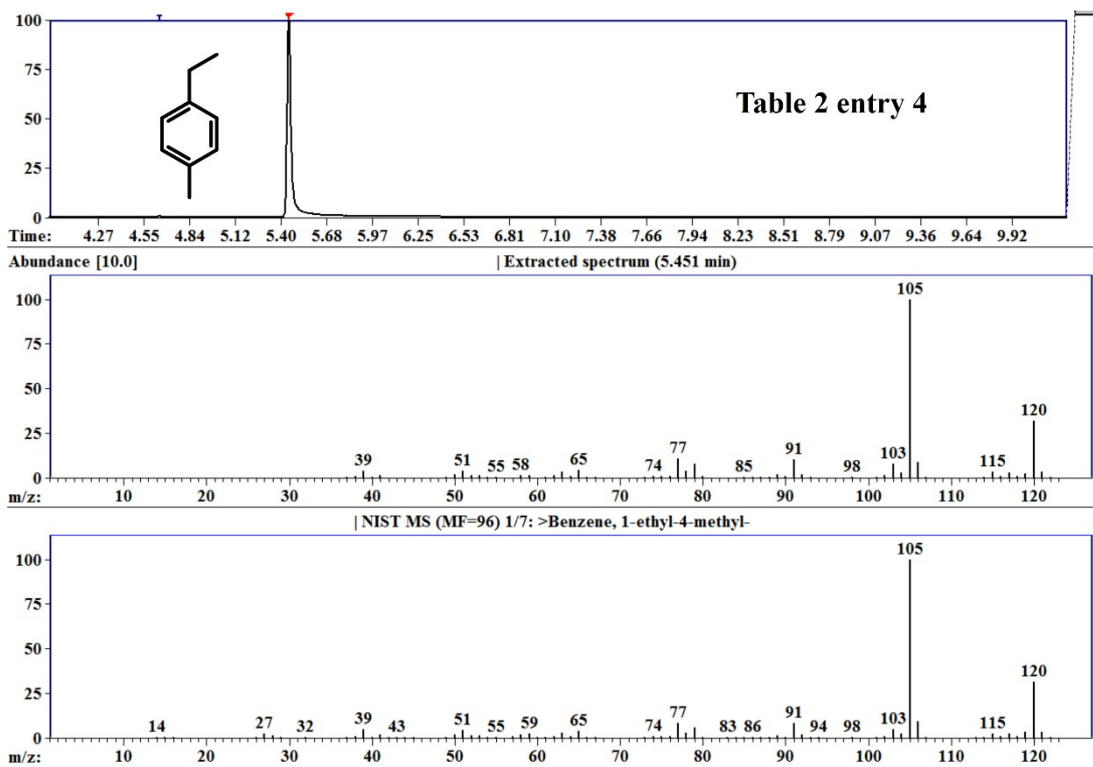 100
75
50
25
0
Table 2 entry 4
Time: 4.27 4.55 4.84 5.12 5.40 5.68 5.97 6.25 6.53 6.81 7.10 7.38 7.66 7.94 8.23 8.51 8.79 9.07 9.36 9.64 9.92
Abundance [10.0] | Extracted spectrum (5.451 min)
105
100
75
50
120
25
39 51 55 58 65 74 77 85 91 98 103 115
0
m/z: 10 20 30 40 50 60 70 80 90 100 110 120
| NIST MS (MF=96) 1/7: >Benzene, 1-ethyl-4-methyl-
105
100
75
50
120
25
14 27 32 39 43 51 55 59 65 74 77 83 86 91 94 98 103 115
0
m/z: 10 20 30 40 50 60 70 80 90 100 110 120